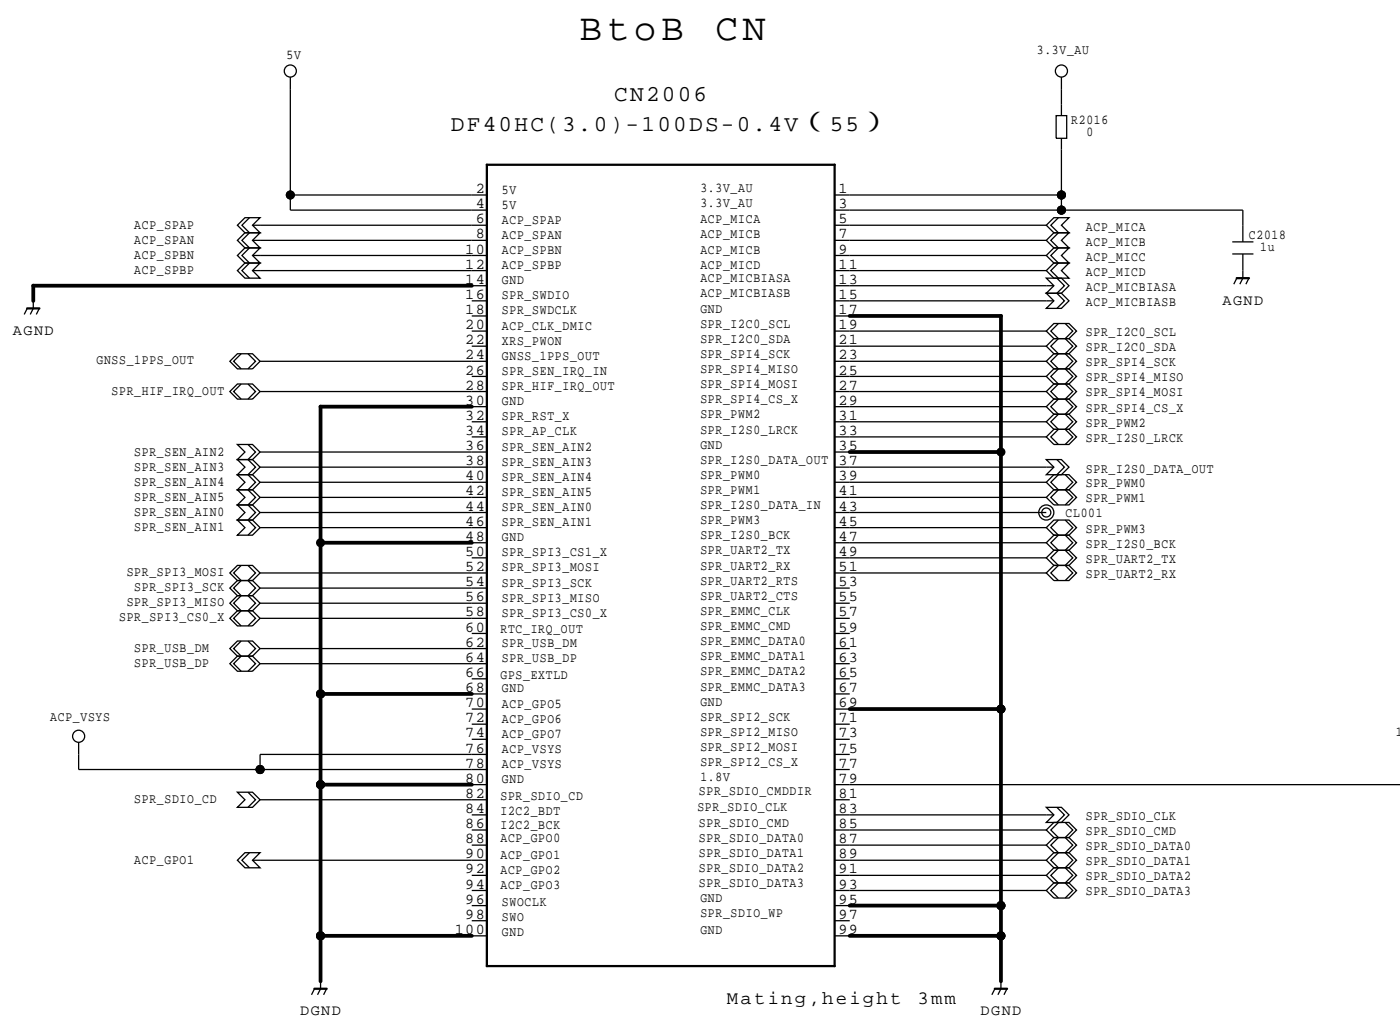 BtoB CN
5V
3.3V_AU
CN2006
DF40HC(3.0)-100DS-0.4V(55)
R2016
0
2 5V 3.3V_AU 1
4 5V 3.3V_AU 3
ACP_SPAP 6 ACP_SPAP ACP_MICA 5 ACP_MICA
ACP_SPAN 8 ACP_SPAN ACP_MICB 7 ACP_MICB
ACP_SPBN 10 ACP_SPBN ACP_MICB 9 ACP_MICC
ACP_SPBP 12 ACP_SPBP ACP_MICD 11 ACP_MICD
C2018
1u
14 GND ACP_MICBIASA 13 ACP_MICBIASA
16 SPR_SWDIO ACP_MICBIASB 15 ACP_MICBIASB
AGND
AGND
18 SPR_SWDCLK GND 17
20 ACP_CLK_DMIC SPR_I2C0_SCL 19 SPR_I2C0_SCL
22 XRS_PWON SPR_I2C0_SDA 21 SPR_I2C0_SDA
GNSS_1PPS_OUT 24 GNSS_1PPS_OUT SPR_SPI4_SCK 23 SPR_SPI4_SCK
26 SPR_SEN_IRQ_IN SPR_SPI4_MISO 25 SPR_SPI4_MISO
SPR_HIF_IRQ_OUT 28 SPR_HIF_IRQ_OUT SPR_SPI4_MOSI 27 SPR_SPI4_MOSI
30 GND SPR_SPI4_CS_X 29 SPR_SPI4_CS_X
32 SPR_RST_X SPR_PWM2 31 SPR_PWM2
34 SPR_AP_CLK SPR_I2S0_LRCK 33 SPR_I2S0_LRCK
SPR_SEN_AIN2 36 SPR_SEN_AIN2 GND 35
SPR_SEN_AIN3 38 SPR_SEN_AIN3 SPR_I2S0_DATA_OUT 37 SPR_I2S0_DATA_OUT
SPR_SEN_AIN4 40 SPR_SEN_AIN4 SPR_PWM0 39 SPR_PWM0
SPR_SEN_AIN5 42 SPR_SEN_AIN5 SPR_PWM1 41 SPR_PWM1
SPR_SEN_AIN0 44 SPR_SEN_AIN0 SPR_I2S0_DATA_IN 43 CL001
SPR_SEN_AIN1 46 SPR_SEN_AIN1 SPR_PWM3 45 SPR_PWM3
48 GND SPR_I2S0_BCK 47 SPR_I2S0_BCK
50 SPR_SPI3_CS1_X SPR_UART2_TX 49 SPR_UART2_TX
SPR_SPI3_MOSI 52 SPR_SPI3_MOSI SPR_UART2_RX 51 SPR_UART2_RX
SPR_SPI3_SCK 54 SPR_SPI3_SCK SPR_UART2_RTS 53
SPR_SPI3_MISO 56 SPR_SPI3_MISO SPR_UART2_CTS 55
SPR_SPI3_CS0_X 58 SPR_SPI3_CS0_X SPR_EMMC_CLK 57
60 RTC_IRQ_OUT SPR_EMMC_CMD 59
SPR_USB_DM 62 SPR_USB_DM SPR_EMMC_DATA0 61
SPR_USB_DP 64 SPR_USB_DP SPR_EMMC_DATA1 63
66 GPS_EXTLD SPR_EMMC_DATA2 65
68 GND SPR_EMMC_DATA3 67
70 ACP_GPO5 GND 69
ACP_VSYS
72 ACP_GPO6 SPR_SPI2_SCK 71
74 ACP_GPO7 SPR_SPI2_MISO 73
76 ACP_VSYS SPR_SPI2_MOSI 75
78 ACP_VSYS SPR_SPI2_CS_X 77
80 GND 1.8V 79
SPR_SDIO_CD 82 SPR_SDIO_CD SPR_SDIO_CMDDIR 81
84 I2C2_BDT SPR_SDIO_CLK 83 SPR_SDIO_CLK
86 I2C2_BCK SPR_SDIO_CMD 85 SPR_SDIO_CMD
88 ACP_GPO0 SPR_SDIO_DATA0 87 SPR_SDIO_DATA0
ACP_GPO1 90 ACP_GPO1 SPR_SDIO_DATA1 89 SPR_SDIO_DATA1
92 ACP_GPO2 SPR_SDIO_DATA2 91 SPR_SDIO_DATA2
94 ACP_GPO3 SPR_SDIO_DATA3 93 SPR_SDIO_DATA3
96 SWOCLK GND 95
98 SWO SPR_SDIO_WP 97
100 GND GND 99
Mating,height 3mm
DGND
DGND